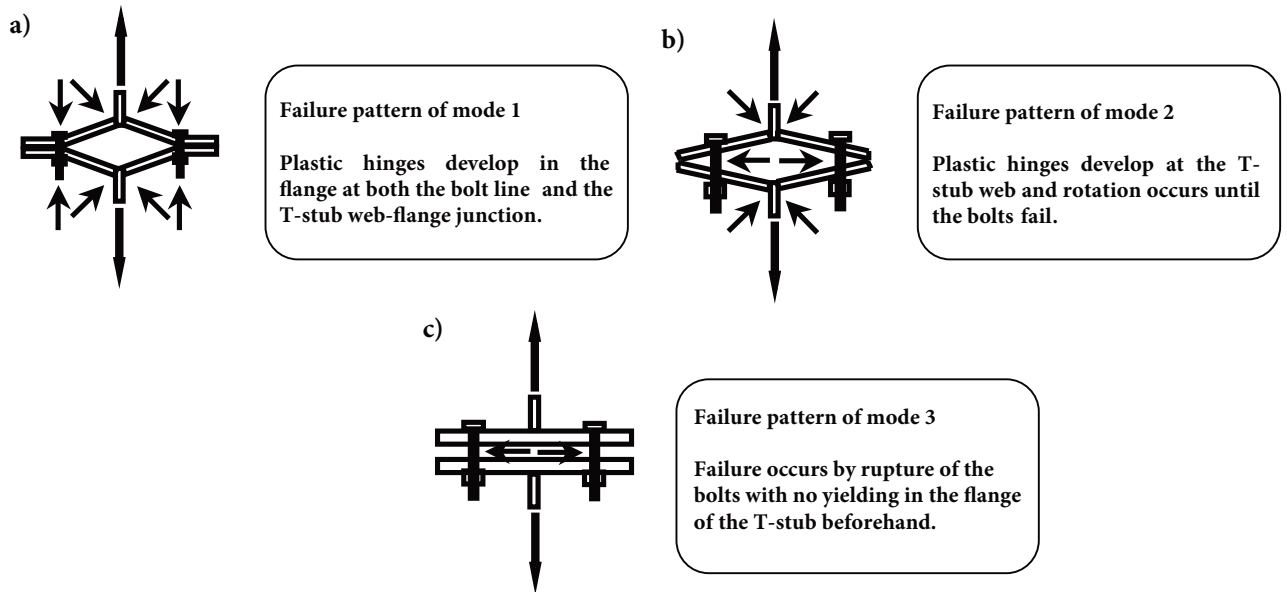 a)
Failure pattern of mode 1
Plastic hinges develop in the
flange at both the bolt line and the
T-stub web-flange junction.
b)
Failure pattern of mode 2
Plastic hinges develop at the T-
stub web and rotation occurs until
the bolts fail.
c)
Failure pattern of mode 3
Failure occurs by rupture of the
bolts with no yielding in the flange
of the T-stub beforehand.